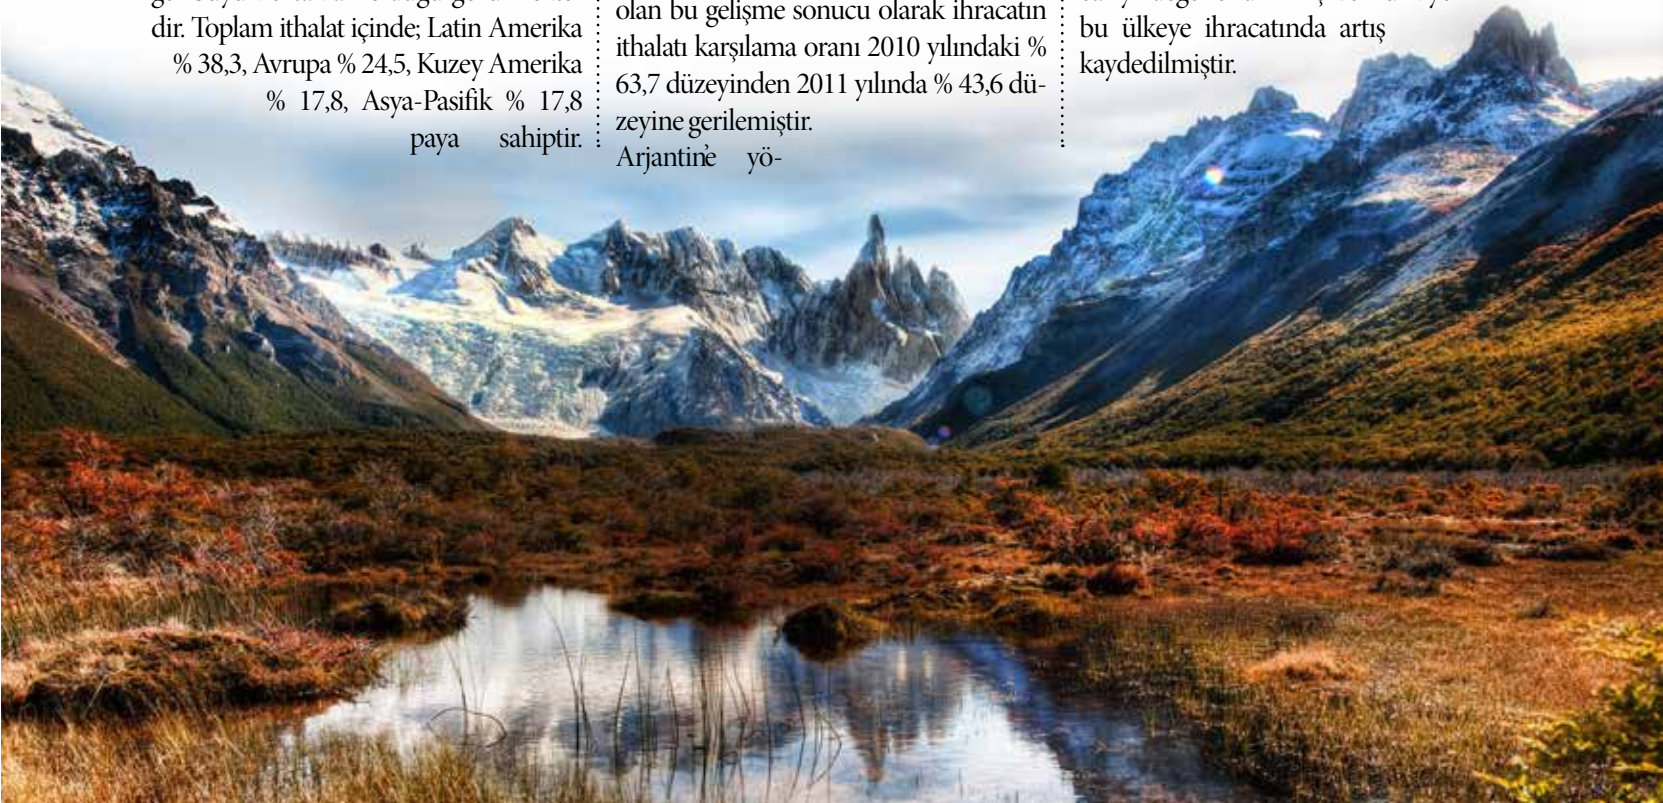 dir. Toplam ithalat içinde; Latin Amerika
% 38,3, Avrupa % 24,5, Kuzey Amerika
% 17,8, Asya-Pasifik % 17,8
paya sahiptir.
olan bu gelişme sonucu olarak ihracatın
ithalatı karşılama oranı 2010 yılındaki %
63,7 düzeyinden 2011 yılında % 43,6 dü-
zeyine gerilemiştir.
Arjantin'e yö-
bu ülkeye ihracatında artış
kaydedilmiştir.